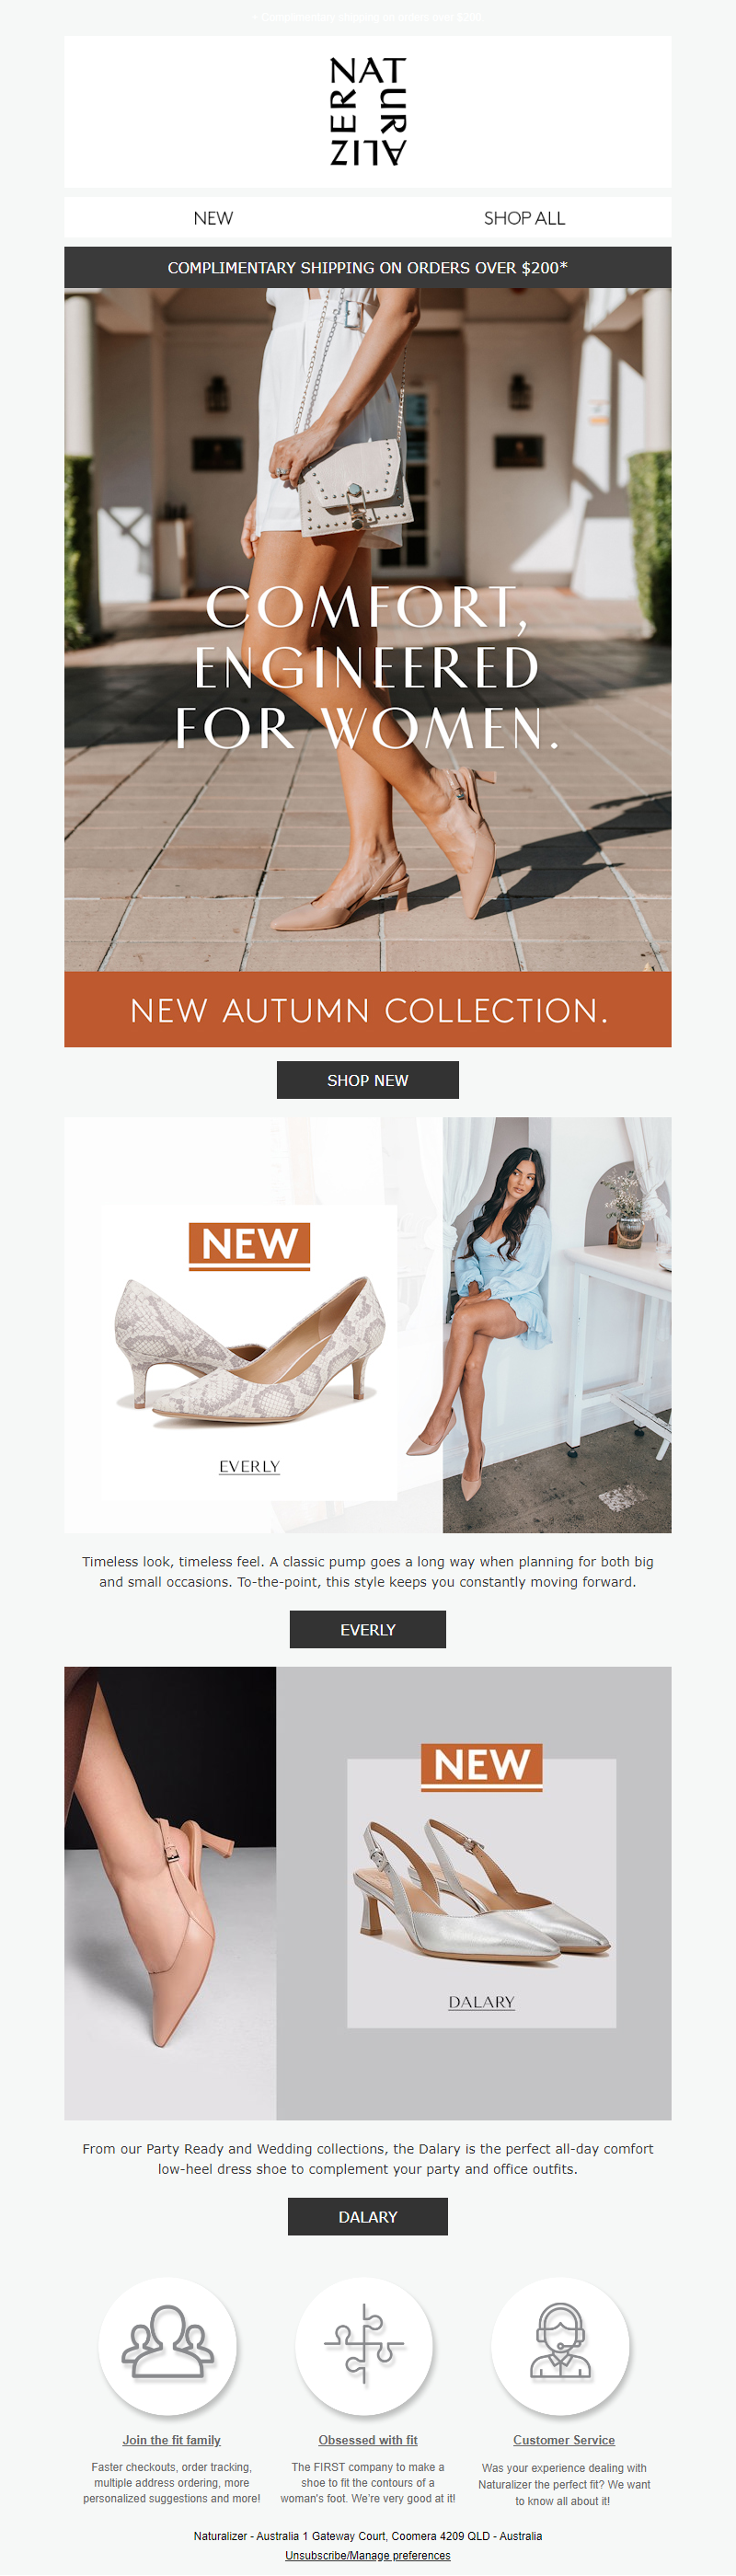 + Complimentary shipping on orders over $200
NATURALIZER
NEW
SHOP ALL
COMPLIMENTARY SHIPPING ON ORDERS OVER $200*
COMFORT,
ENGINEERED
FOR WOMEN.
NEW AUTUMN COLLECTION.
SHOP NEW
NEW
EVERLY
Timeless look, timeless feel. A classic pump goes a long way when planning for both big
and small occasions. To-the-point, this style keeps you constantly moving forward.
EVERLY
NEW
DALARY
From our Party Ready and Wedding collections, the Dalary is the perfect all-day comfort
low-heel dress shoe to complement your party and office outfits.
DALARY
Join the fit family
Faster checkouts, order tracking,
multiple address ordering, more
personalized suggestions and more!
Obsessed with fit
The FIRST company to make a
shoe to fit the contours of a
woman's foot. We're very good at it!
Customer Service
Was your experience dealing with
Naturalizer the perfect fit? We want
to know all about it!
Naturalizer - Australia 1 Gateway Court, Coomera 4209 QLD - Australia
Unsubscribe/Manage preferences